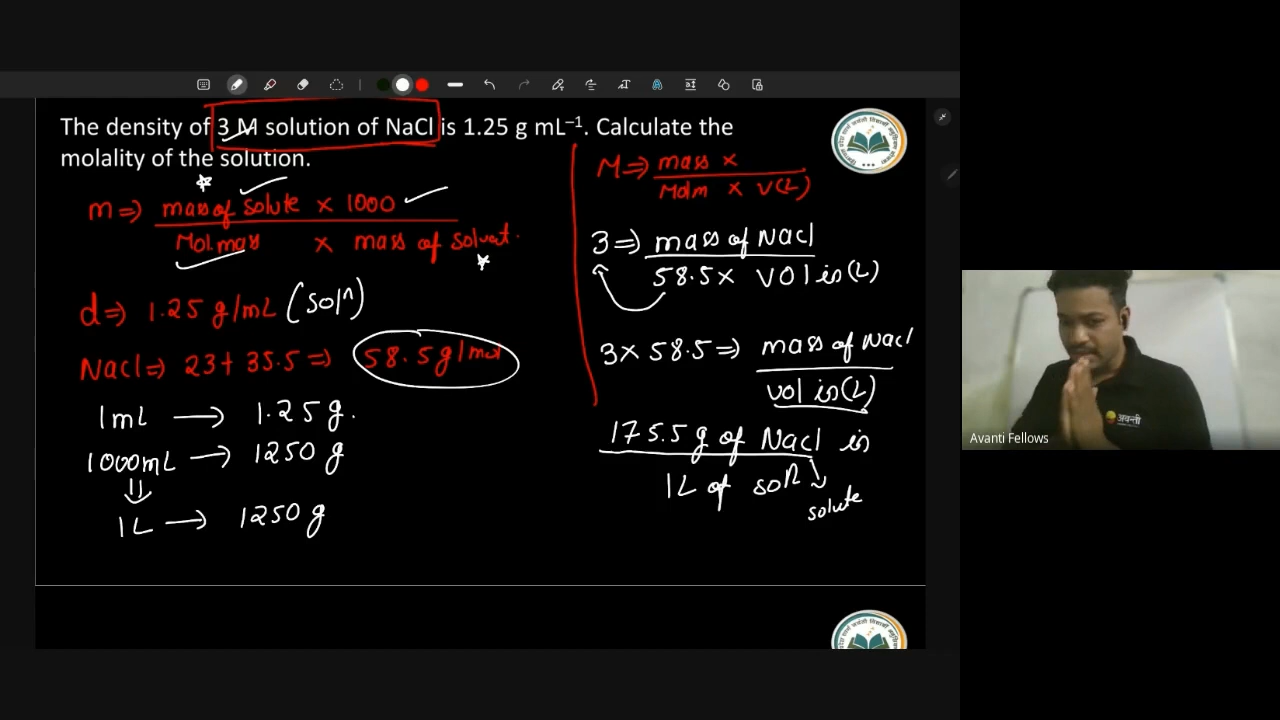 The density of 3 M solution of NaCl is 1.25 g mL⁻¹. Calculate the
molality of the solution.
m⇒ mass of solute × 1000
Mol mass × mass of solvent.
d⇒ 1.25 g/mL (solⁿ)
Nacl⇒ 23+ 35.5⇒ 58.5 g/mol
1mL → 1.25 g.
1000mL → 1250 g
⇓
1L → 1250 g
M⇒ mass ×
Molm × V(L)
3⇒ mass of Nacl
58.5× Vol in (L)
3×58.5⇒ mass of Nacl
vol in (L)
175.5 g of Nacl in
1L of solⁿ
solute
अवन्ती
Avanti Fellows